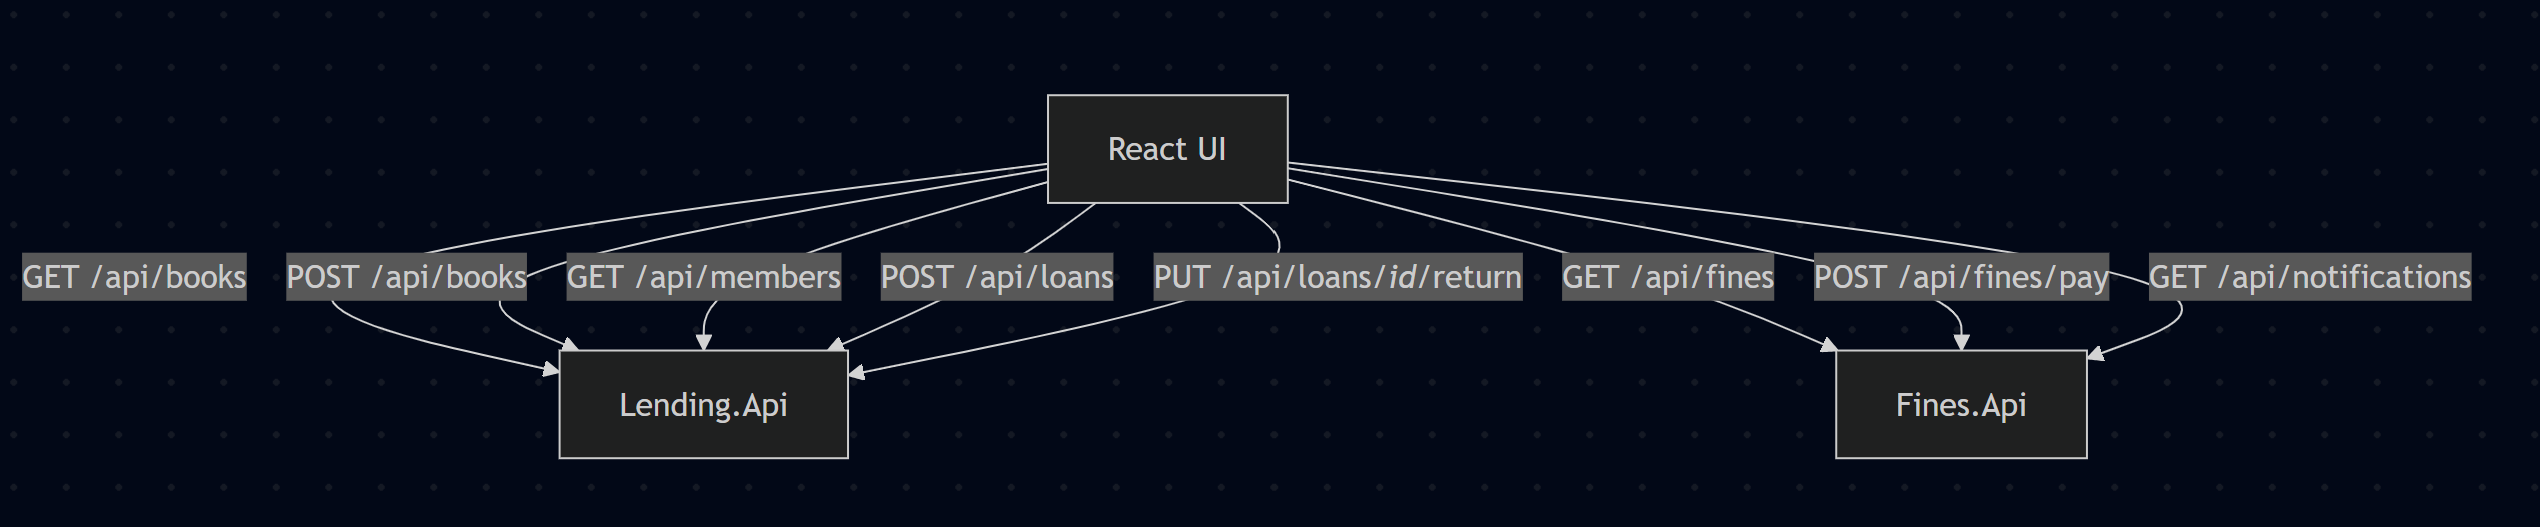 React UI
GET /api/books
POST /api/books
GET /api/members
POST /api/loans
PUT /api/loans/id/return
GET /api/fines
POST /api/fines/pay
GET /api/notifications
Lending.Api
Fines.Api